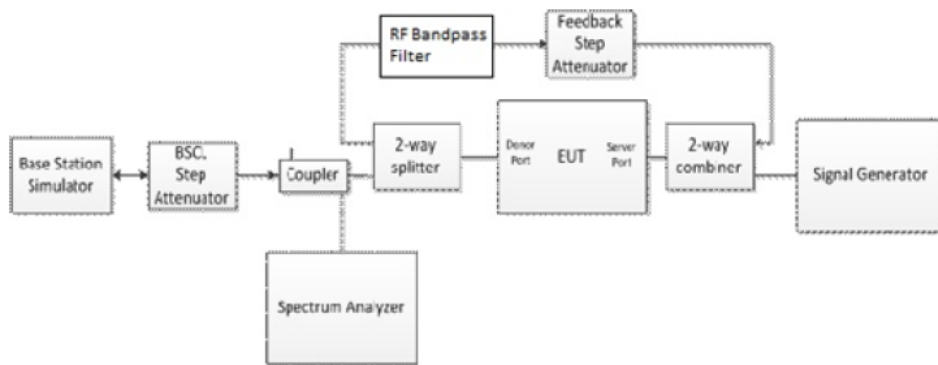 RF Bandpass
Filter
Feedback
Step
Attenuator
Base Station
Simulator
BSCL
Step
Attenuator
Coupler
2-way
splitter
Donor
Port
EUT
Server
Port
2-way
combiner
Signal Generator
Spectrum Analyzer